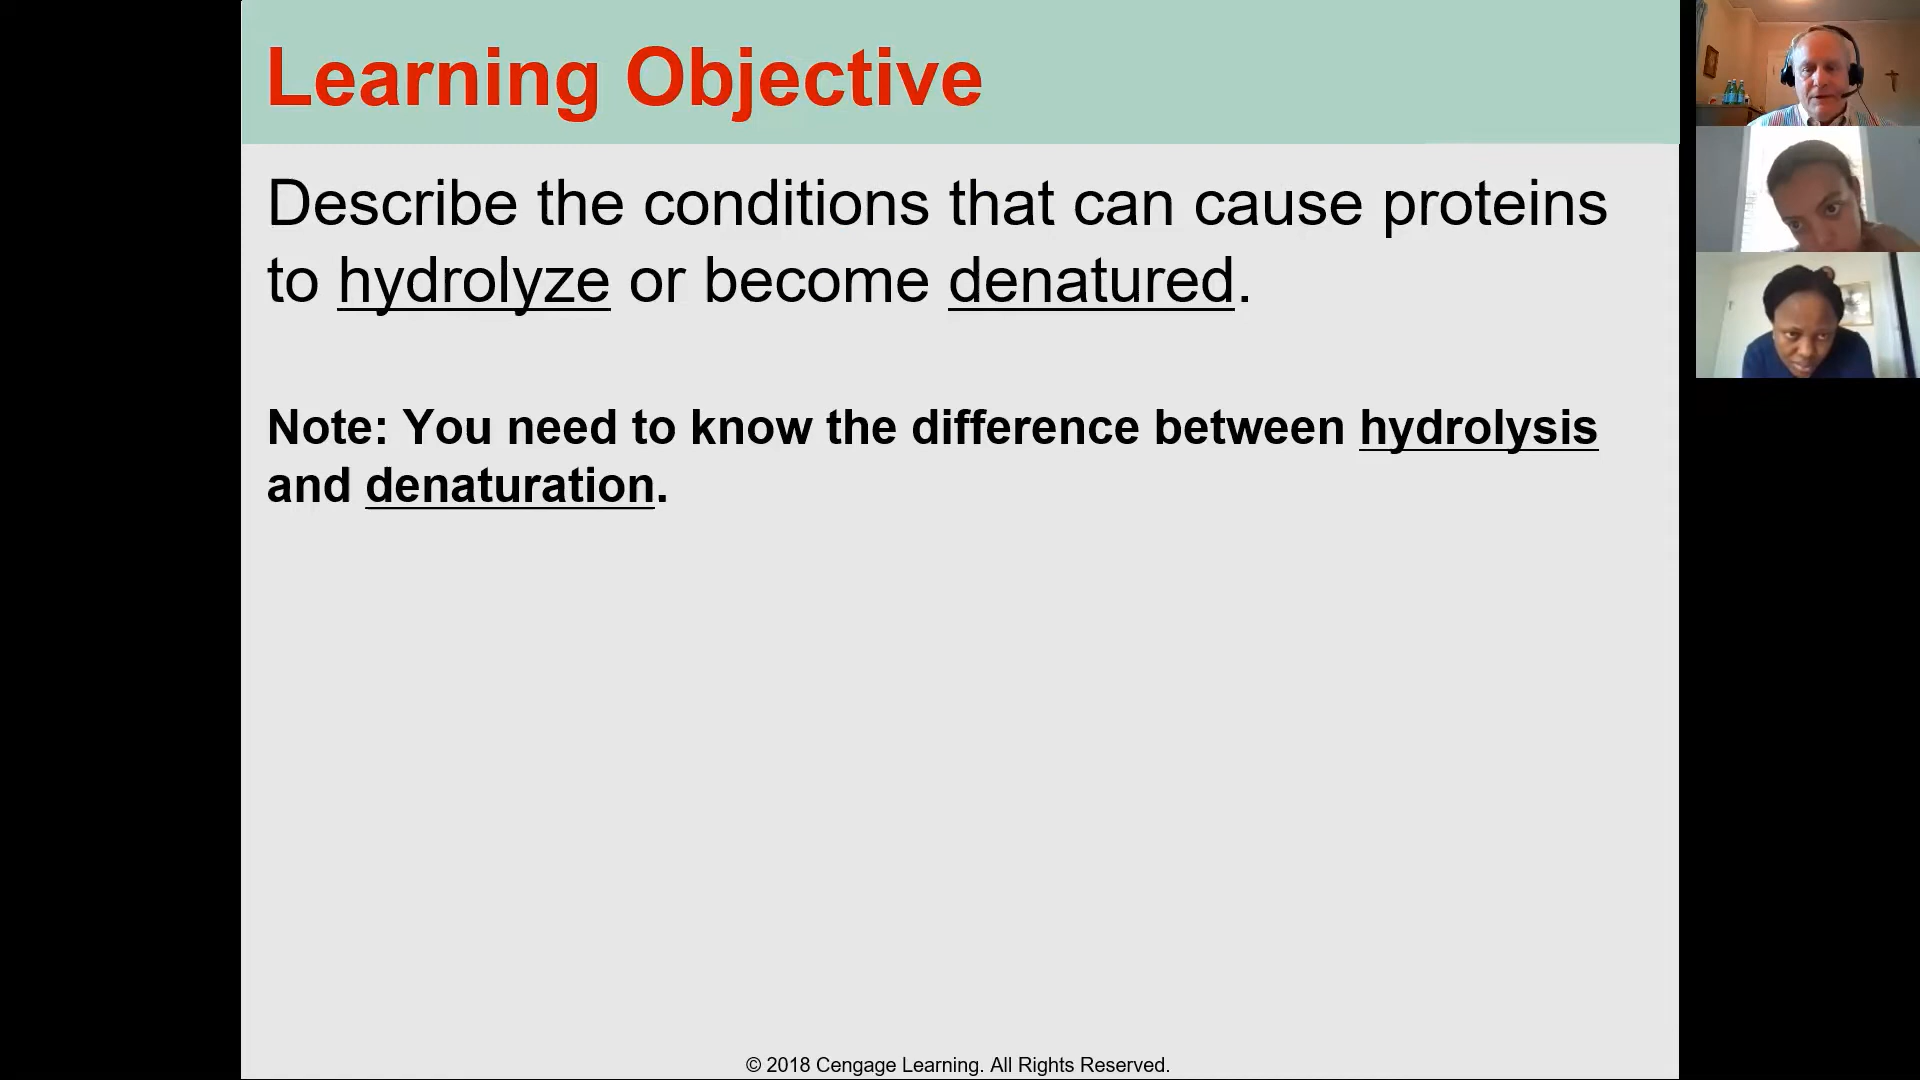 Learning Objective
Describe the conditions that can cause proteins
to hydrolyze or become denatured.
Note: You need to know the difference between hydrolysis
and denaturation.
© 2018 Cengage Learning. All Rights Reserved.